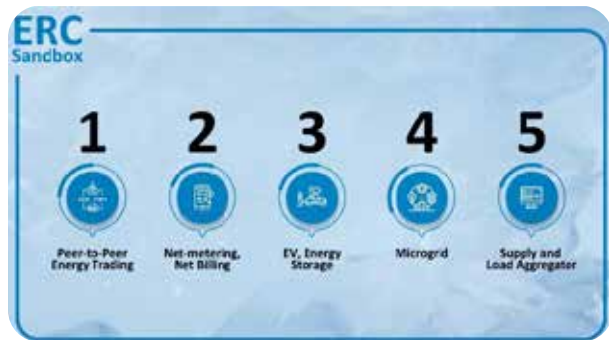 ERC
Sandbox
1
2
3
4
5
Peer-to-Peer
Energy Trading
Net-metering,
Net Billing
EV, Energy
Storage
Microgrid
Supply and
Load Aggregator